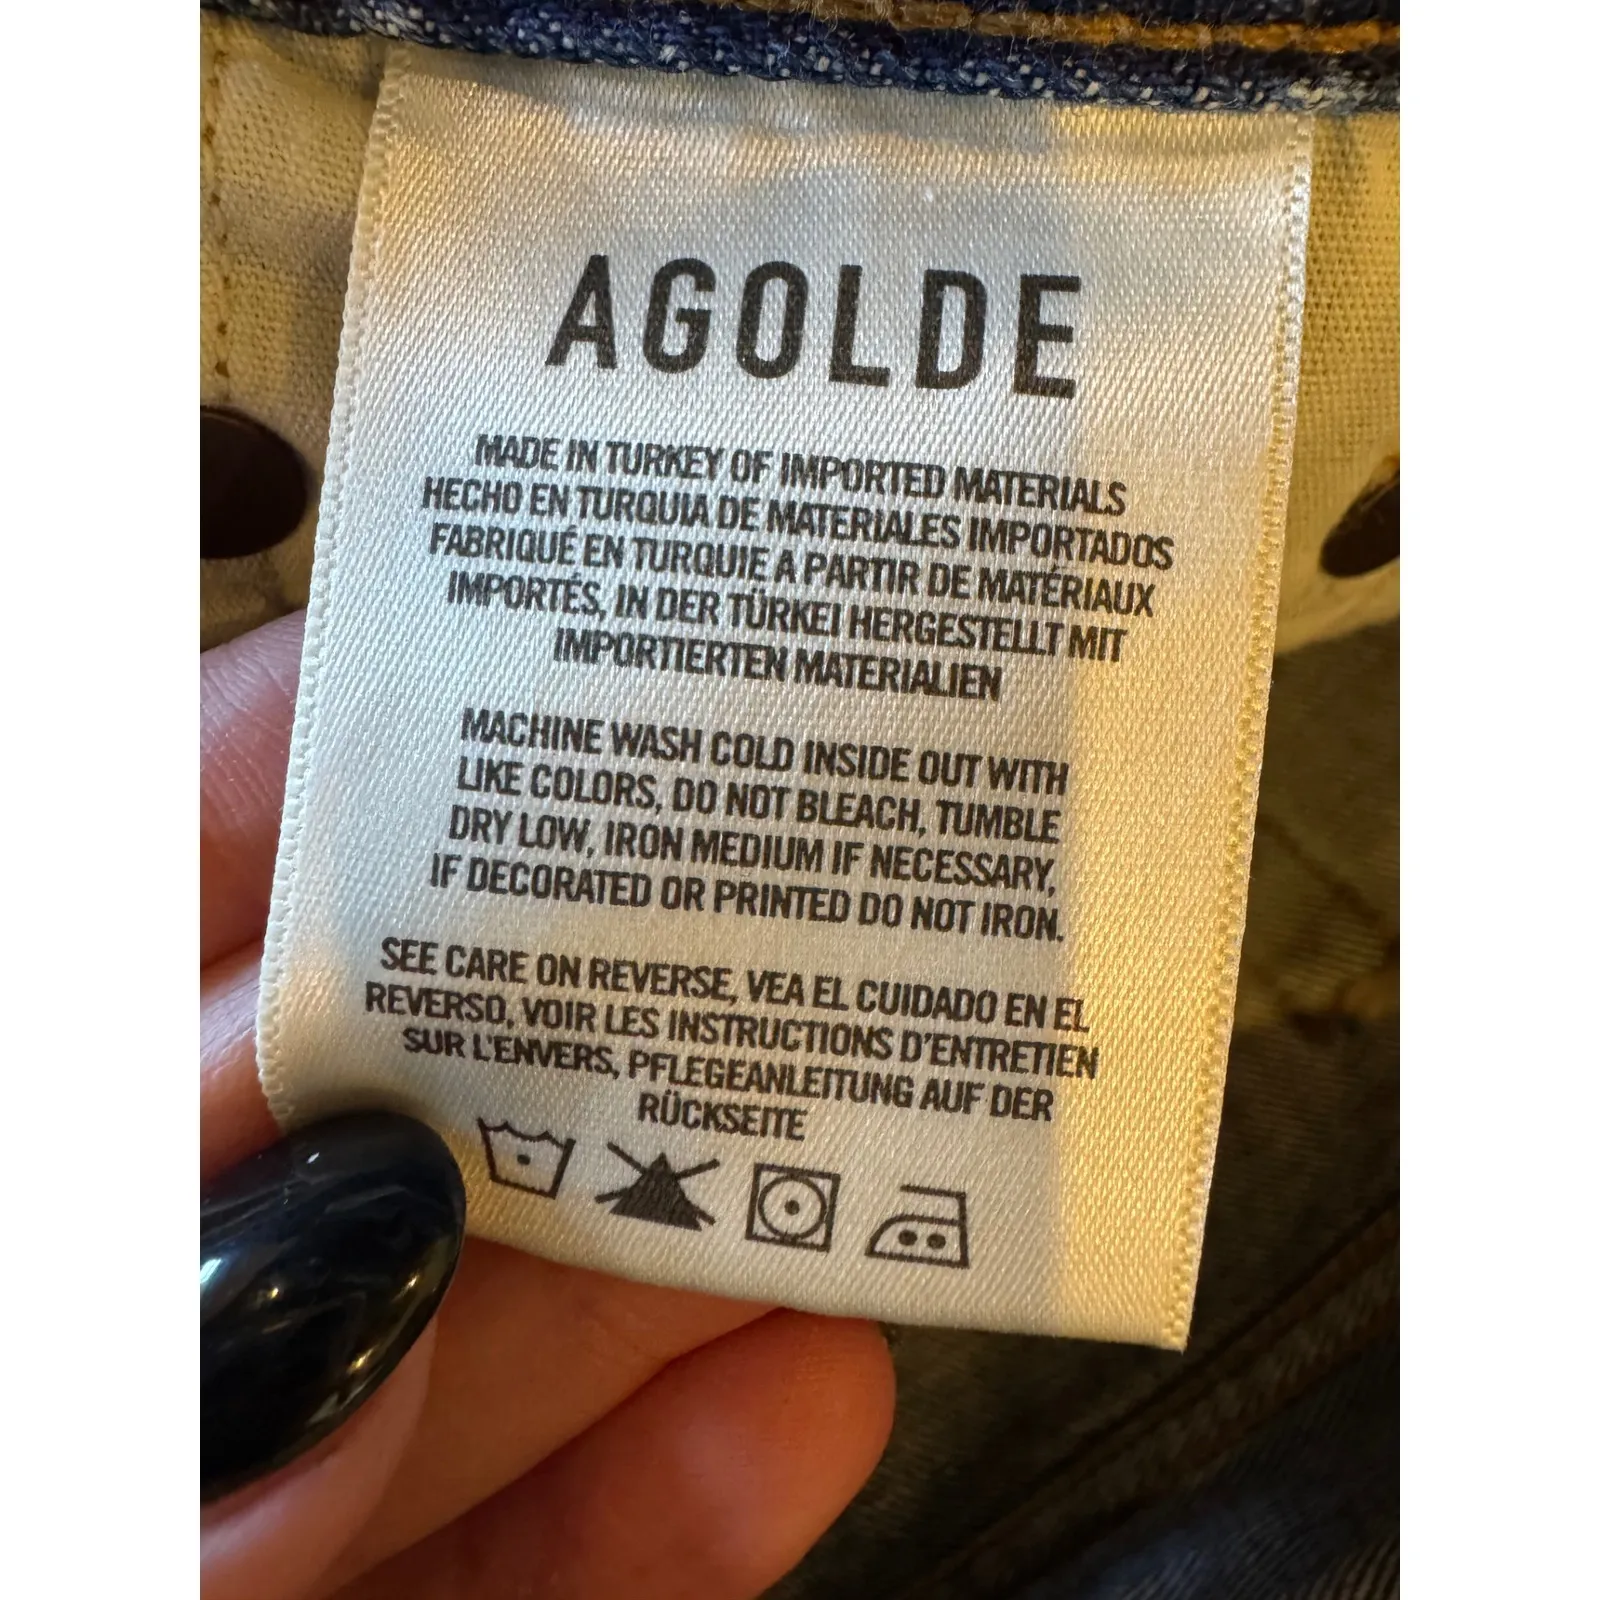 AGOLDE
MADE IN TURKEY OF IMPORTED MATERIALS
HECHO EN TURQUIA DE MATERIALES IMPORTADOS
FABRIQUÉ EN TURQUIE A PARTIR DE MATÉRIAUX
IMPORTÉS, IN DER TÜRKEI HERGESTELLT MIT
IMPORTIERTEN MATERIALIEN
MACHINE WASH COLD INSIDE OUT WITH
LIKE COLORS, DO NOT BLEACH, TUMBLE
DRY LOW, IRON MEDIUM IF NECESSARY,
IF DECORATED OR PRINTED DO NOT IRON.
SEE CARE ON REVERSE, VEA EL CUIDADO EN EL
REVERSO, VOIR LES INSTRUCTIONS D'ENTRETIEN
SUR L'ENVERS, PFLEGEANLEITUNG AUF DER
RÜCKSEITE